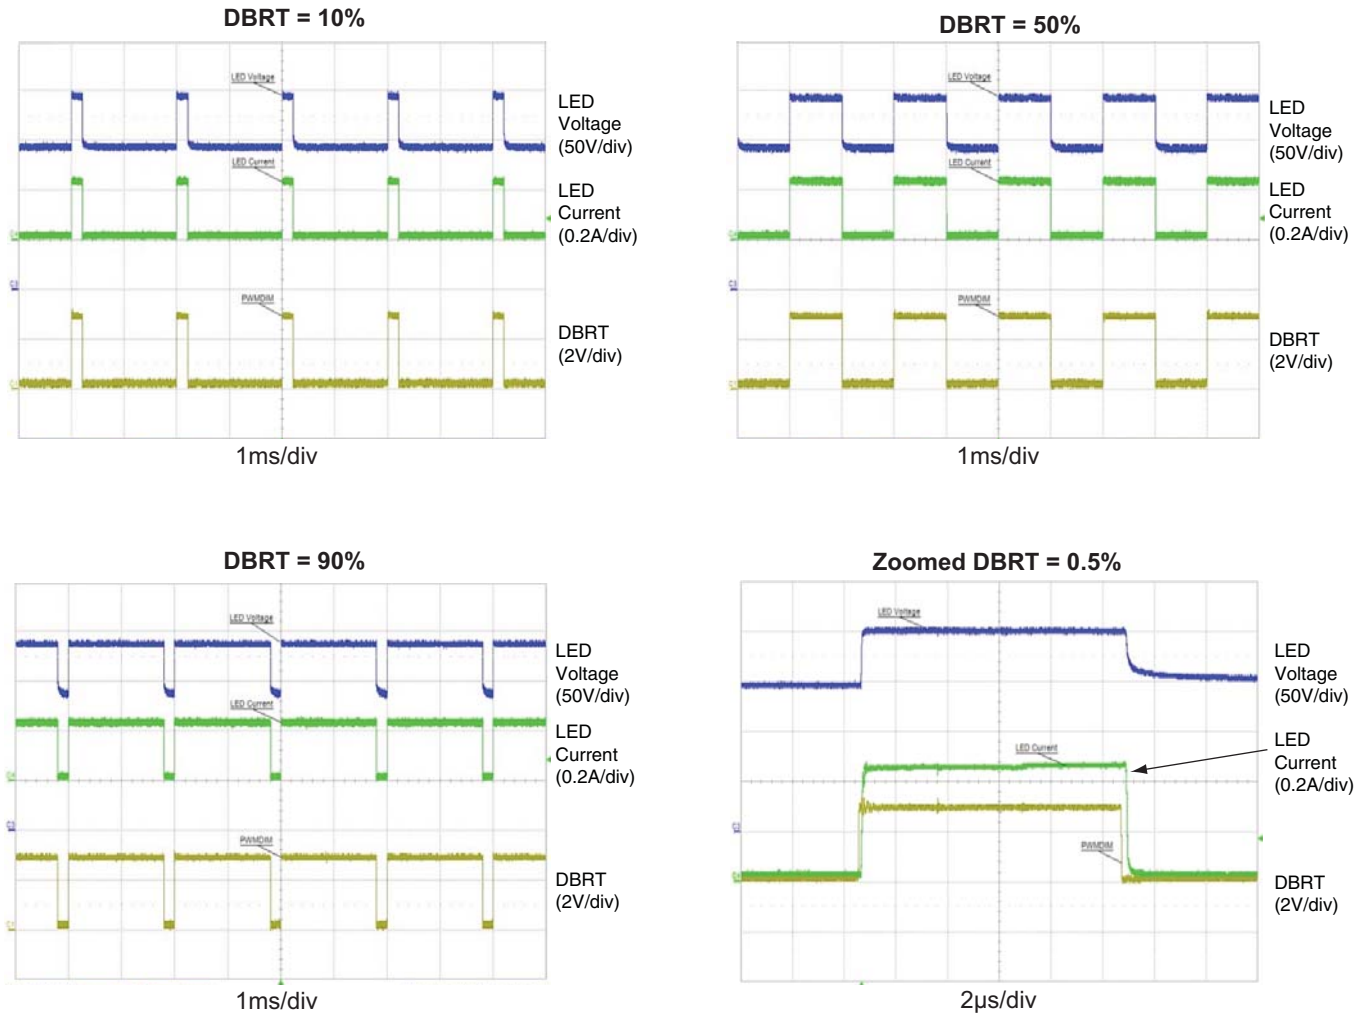 DBRT = 10%
LED Voltage
LED Current
PWMDIM
LED
Voltage
(50V/div)
LED
Current
(0.2A/div)
DBRT
(2V/div)
1ms/div
DBRT = 50%
LED Voltage
LED Current
PWMDIM
LED
Voltage
(50V/div)
LED
Current
(0.2A/div)
DBRT
(2V/div)
1ms/div
DBRT = 90%
LED Voltage
LED Current
PWMDIM
LED
Voltage
(50V/div)
LED
Current
(0.2A/div)
DBRT
(2V/div)
1ms/div
Zoomed DBRT = 0.5%
LED Voltage
LED Current
PWMDIM
LED
Voltage
(50V/div)
LED
Current
(0.2A/div)
DBRT
(2V/div)
2μs/div